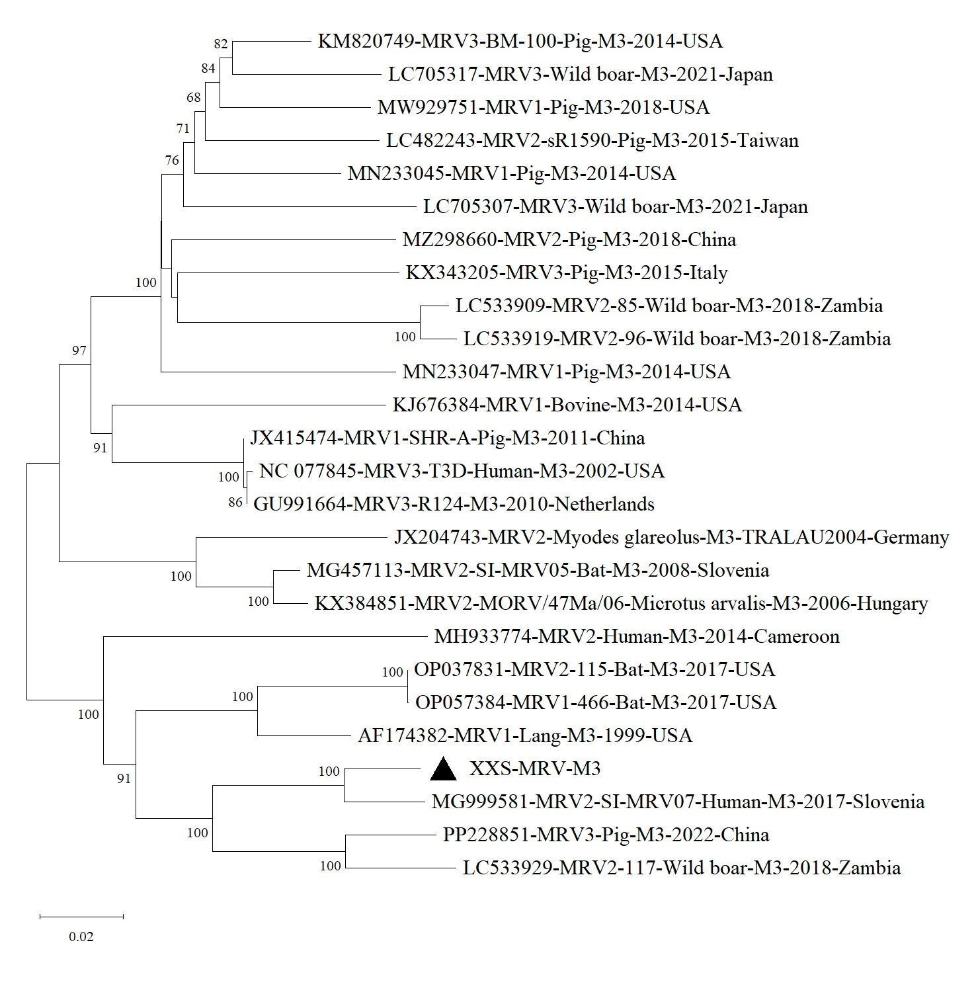 82
KM820749-MRV3-BM-100-Pig-M3-2014-USA
84
LC705317-MRV3-Wild boar-M3-2021-Japan
68
MW929751-MRV1-Pig-M3-2018-USA
71
LC482243-MRV2-sR1590-Pig-M3-2015-Taiwan
76
MN233045-MRV1-Pig-M3-2014-USA
LC705307-MRV3-Wild boar-M3-2021-Japan
MZ298660-MRV2-Pig-M3-2018-China
KX343205-MRV3-Pig-M3-2015-Italy
100
LC533909-MRV2-85-Wild boar-M3-2018-Zambia
100
LC533919-MRV2-96-Wild boar-M3-2018-Zambia
97
MN233047-MRV1-Pig-M3-2014-USA
KJ676384-MRV1-Bovine-M3-2014-USA
JX415474-MRV1-SHR-A-Pig-M3-2011-China
91
NC 077845-MRV3-T3D-Human-M3-2002-USA
100
86
GU991664-MRV3-R124-M3-2010-Netherlands
JX204743-MRV2-Myodes glareolus-M3-TRALAU2004-Germany
MG457113-MRV2-SI-MRV05-Bat-M3-2008-Slovenia
100
100
KX384851-MRV2-MORV/47Ma/06-Microtus arvalis-M3-2006-Hungary
MH933774-MRV2-Human-M3-2014-Cameroon
100
OP037831-MRV2-115-Bat-M3-2017-USA
100
OP057384-MRV1-466-Bat-M3-2017-USA
100
AF174382-MRV1-Lang-M3-1999-USA
100
XXS-MRV-M3
91
MG999581-MRV2-SI-MRV07-Human-M3-2017-Slovenia
100
PP228851-MRV3-Pig-M3-2022-China
100
LC533929-MRV2-117-Wild boar-M3-2018-Zambia
0.02